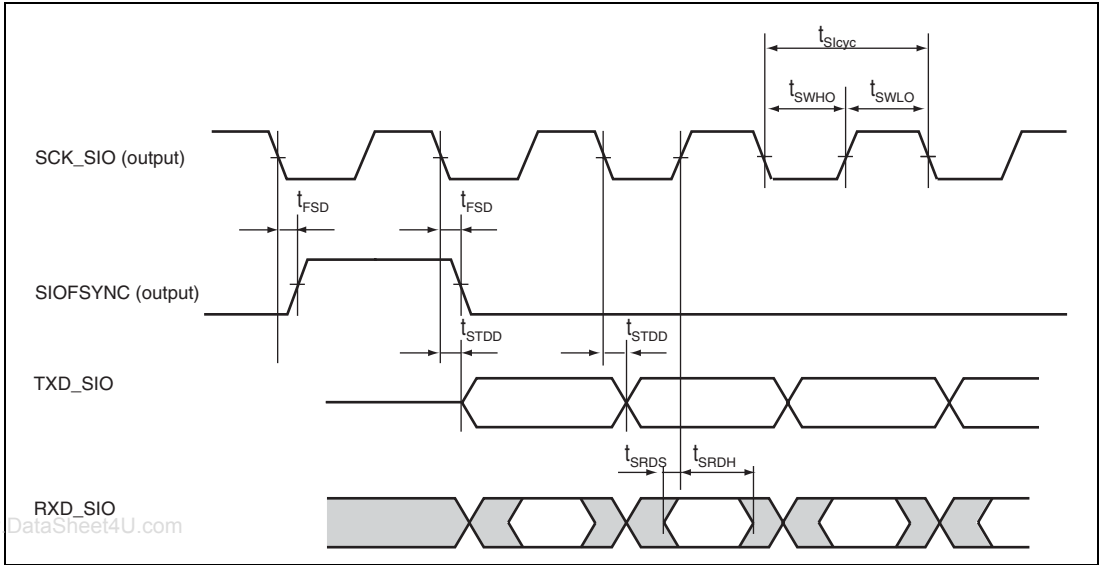 tSIcyc
tSWHO tSWLO
SCK_SIO (output)
tFSD tFSD
SIOFSYNC (output)
tSTDD tSTDD
TXD_SIO
tSRDS tSRDH
RXD_SIO
DataSheet4U.com